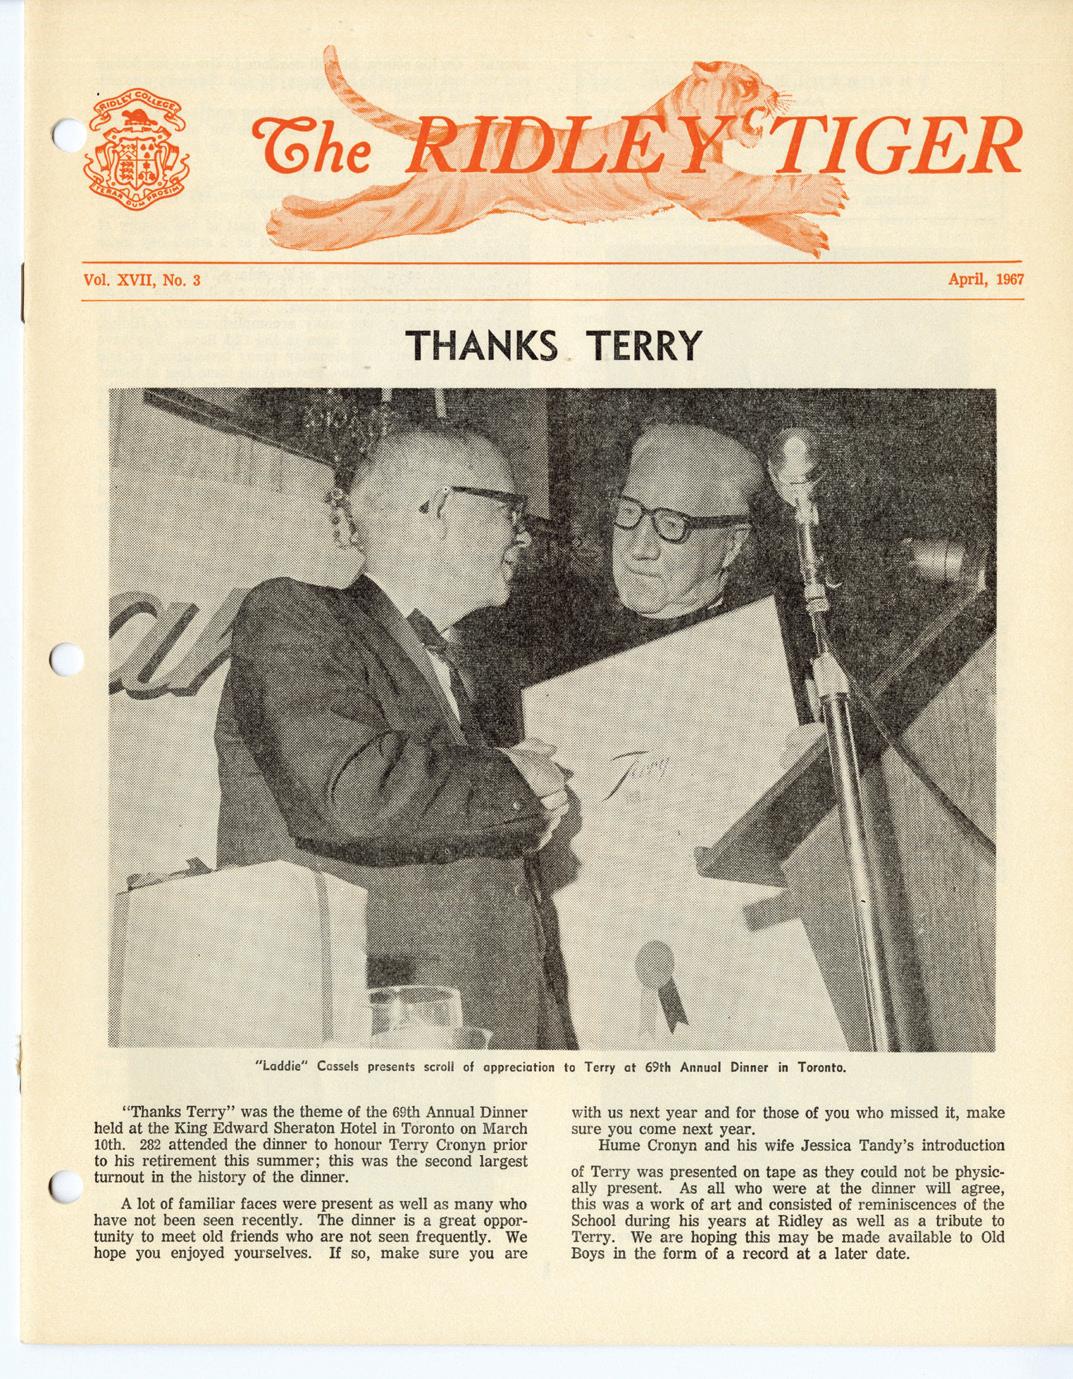 RIDLEY COLLEGE
TERAR DUM PROSIM
The RIDLEY TIGER
Vol. XVII, No. 3
April, 1967
THANKS TERRY
Terry
"Laddie" Cassels presents scroll of appreciation to Terry at 69th Annual Dinner in Toronto.
"Thanks Terry" was the theme of the 69th Annual Dinner
held at the King Edward Sheraton Hotel in Toronto on March
10th. 282 attended the dinner to honour Terry Cronyn prior
to his retirement this summer; this was the second largest
turnout in the history of the dinner.
A lot of familiar faces were present as well as many who
have not been seen recently. The dinner is a great oppor-
tunity to meet old friends who are not seen frequently. We
hope you enjoyed yourselves. If so, make sure you are
with us next year and for those of you who missed it, make
sure you come next year.
Hume Cronyn and his wife Jessica Tandy's introduction
of Terry was presented on tape as they could not be physic-
ally present. As all who were at the dinner will agree,
this was a work of art and consisted of reminiscences of the
School during his years at Ridley as well as a tribute to
Terry. We are hoping this may be made available to Old
Boys in the form of a record at a later date.